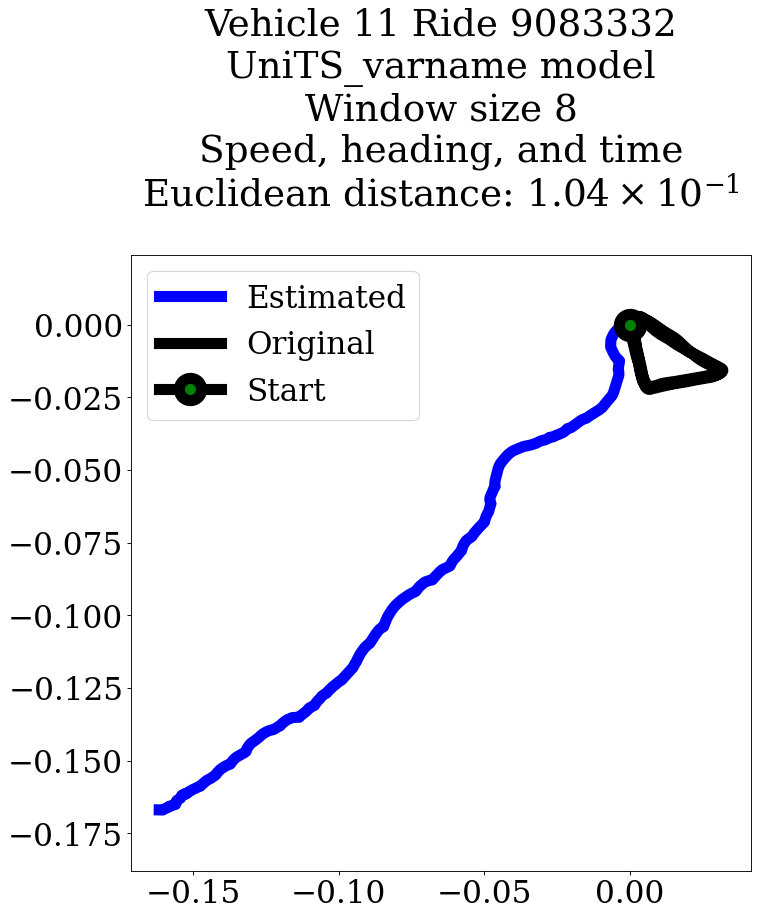 Vehicle 11 Ride 9083332
UniTS_varname model
Window size 8
Speed, heading, and time
Euclidean distance: 1.04 × 10⁻¹
Estimated
Original
Start
0.000
−0.025
−0.050
−0.075
−0.100
−0.125
−0.150
−0.175
−0.15 −0.10 −0.05 0.00